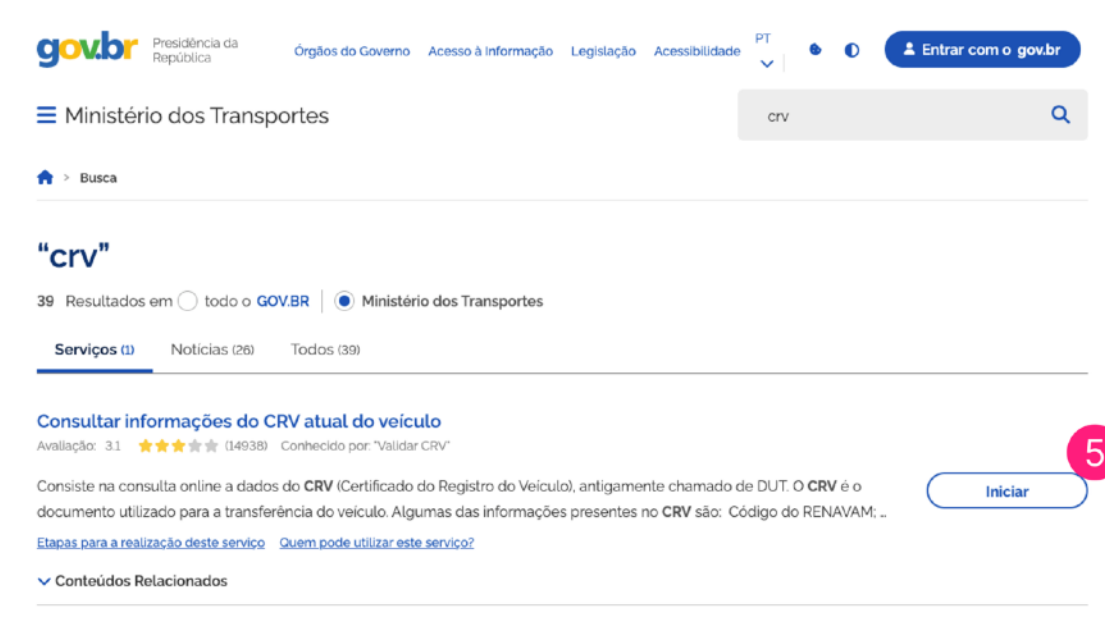 gov.br Presidência da República Órgãos do Governo Acesso à Informação Legislação Acessibilidade PT Entrar com o gov.br
Ministério dos Transportes crv
> Busca
“crv”
39 Resultados em todo o GOV.BR Ministério dos Transportes
Serviços (1) Notícias (26) Todos (39)
Consultar informações do CRV atual do veículo
Avaliação: 3.1 (14938) Conhecido por: "Validar CRV"
5
Consiste na consulta online a dados do CRV (Certificado do Registro do Veículo), antigamente chamado de DUT. O CRV é o
Iniciar
documento utilizado para a transferência do veículo. Algumas das informações presentes no CRV são: Código do RENAVAM; ...
Etapas para a realização deste serviço Quem pode utilizar este serviço?
Conteúdos Relacionados